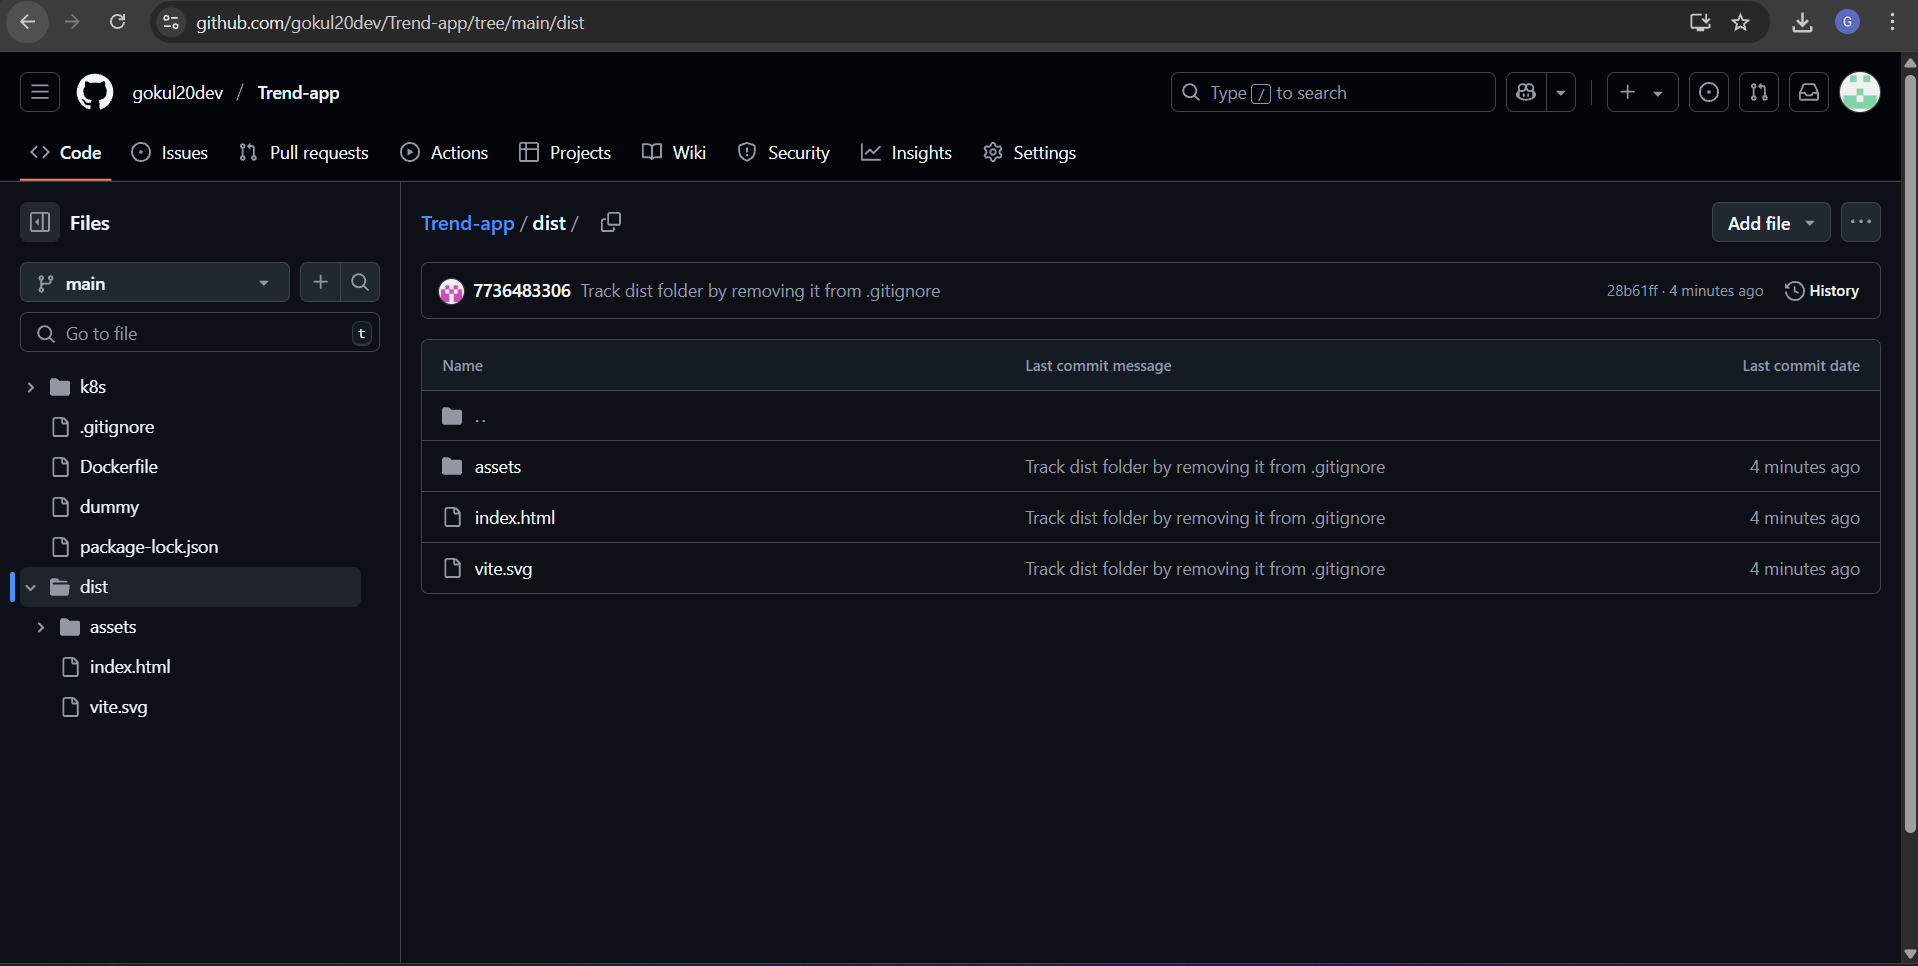 github.com/gokul20dev/Trend-app/tree/main/dist
G
gokul20dev / Trend-app
Type / to search
Code
Issues
Pull requests
Actions
Projects
Wiki
Security
Insights
Settings
Files
main
Go to file
t
k8s
.gitignore
Dockerfile
dummy
package-lock.json
dist
assets
index.html
vite.svg
Trend-app / dist /
Add file
7736483306 Track dist folder by removing it from .gitignore
28b61ff · 4 minutes ago
History
Name Last commit message Last commit date
..
assets Track dist folder by removing it from .gitignore 4 minutes ago
index.html Track dist folder by removing it from .gitignore 4 minutes ago
vite.svg Track dist folder by removing it from .gitignore 4 minutes ago